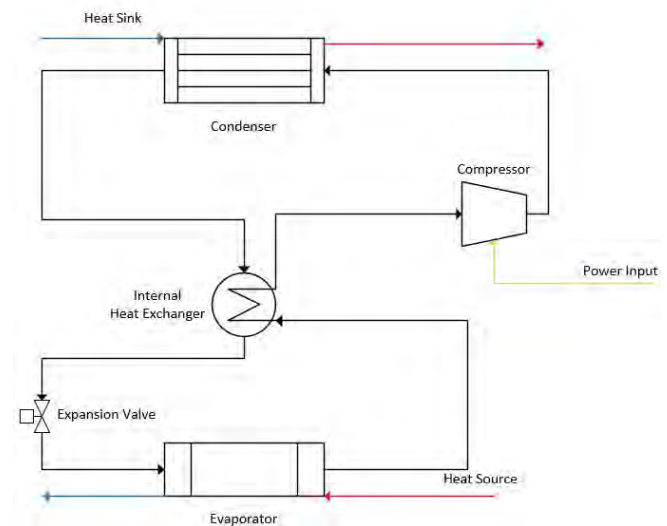 Heat Sink
Condenser
Compressor
Power Input
Internal
Heat Exchanger
Expansion Valve
Heat Source
Evaporator